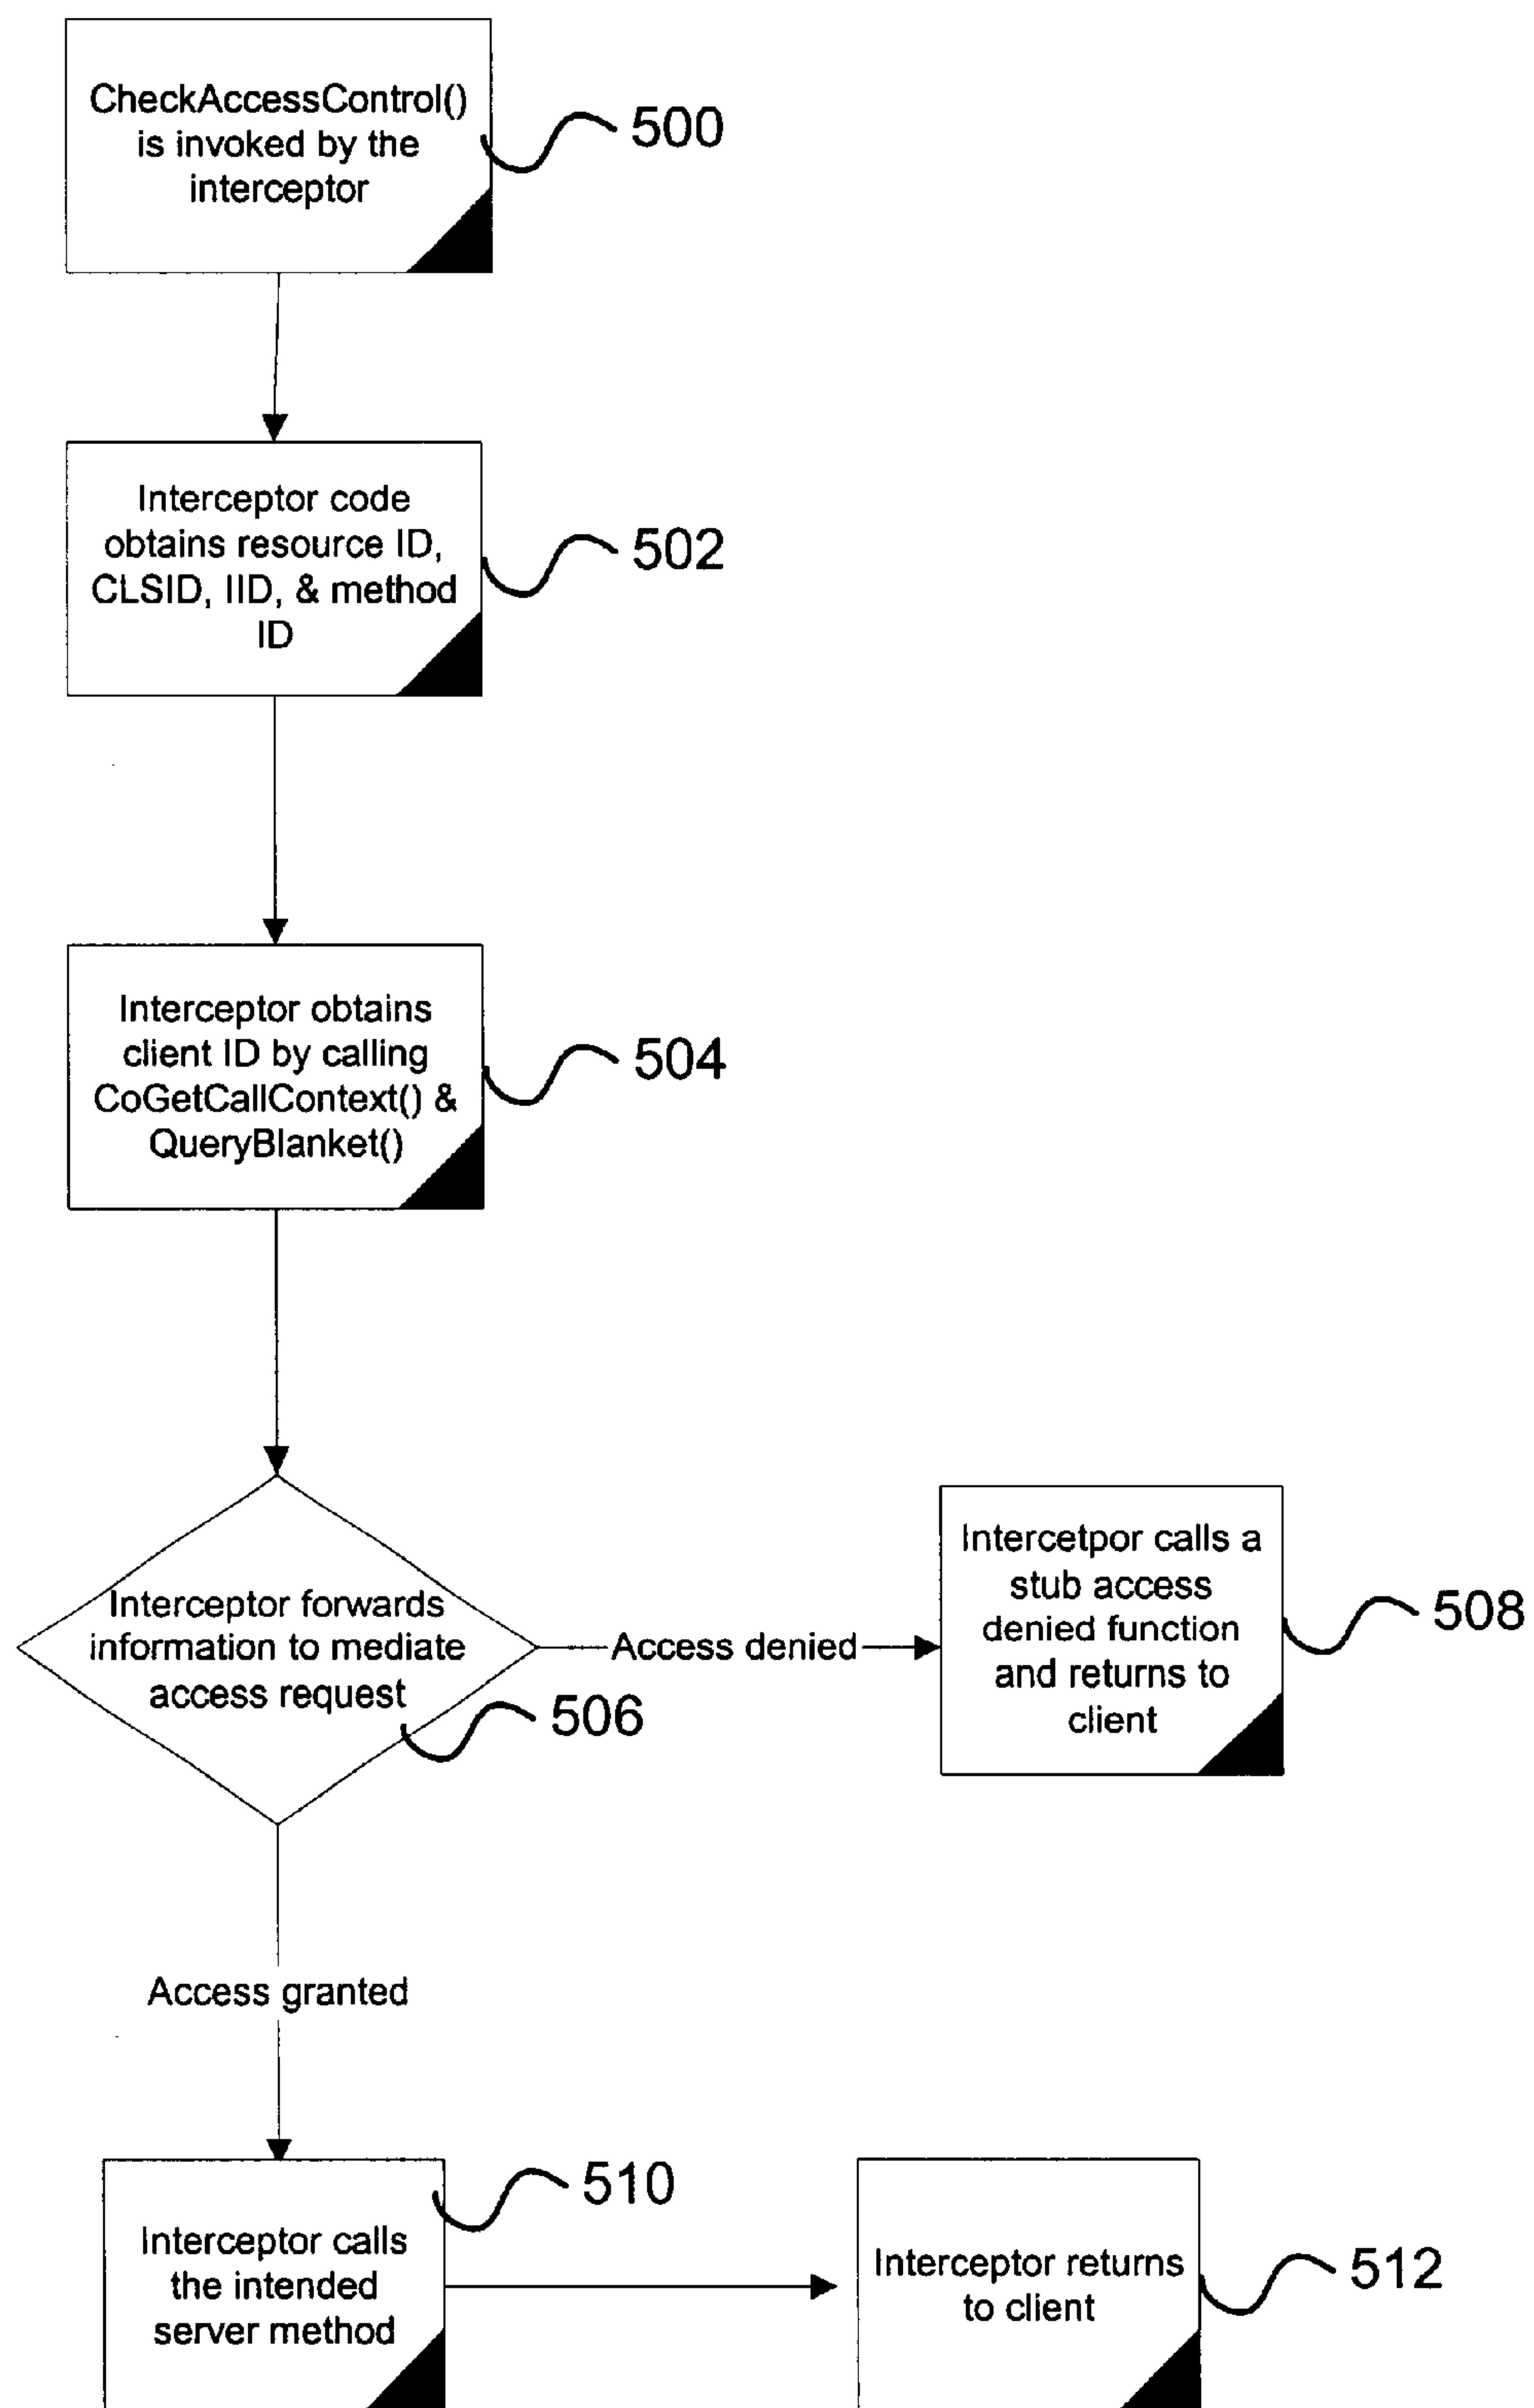 CheckAccessControl()
is invoked by the
interceptor
500
Interceptor code
obtains resource ID,
CLSID, IID, & method
ID
502
Interceptor obtains
client ID by calling
CoGetCallContext() &
QueryBlanket()
504
Interceptor forwards
information to mediate
access request
506
Access denied
Intercetpor calls a
stub access
denied function
and returns to
client
508
Access granted
Interceptor calls
the intended
server method
510
Interceptor returns
to client
512